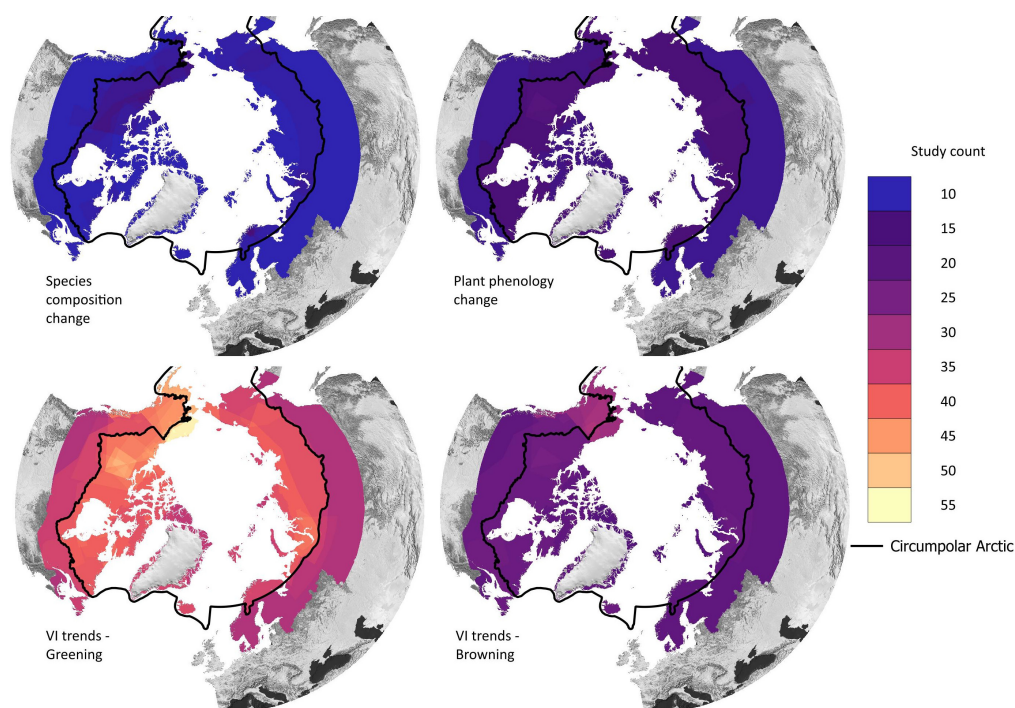 Species
composition
change
Plant phenology
change
Study count
10
15
20
25
30
35
40
45
50
55
Circumpolar Arctic
VI trends -
Greening
VI trends -
Browning